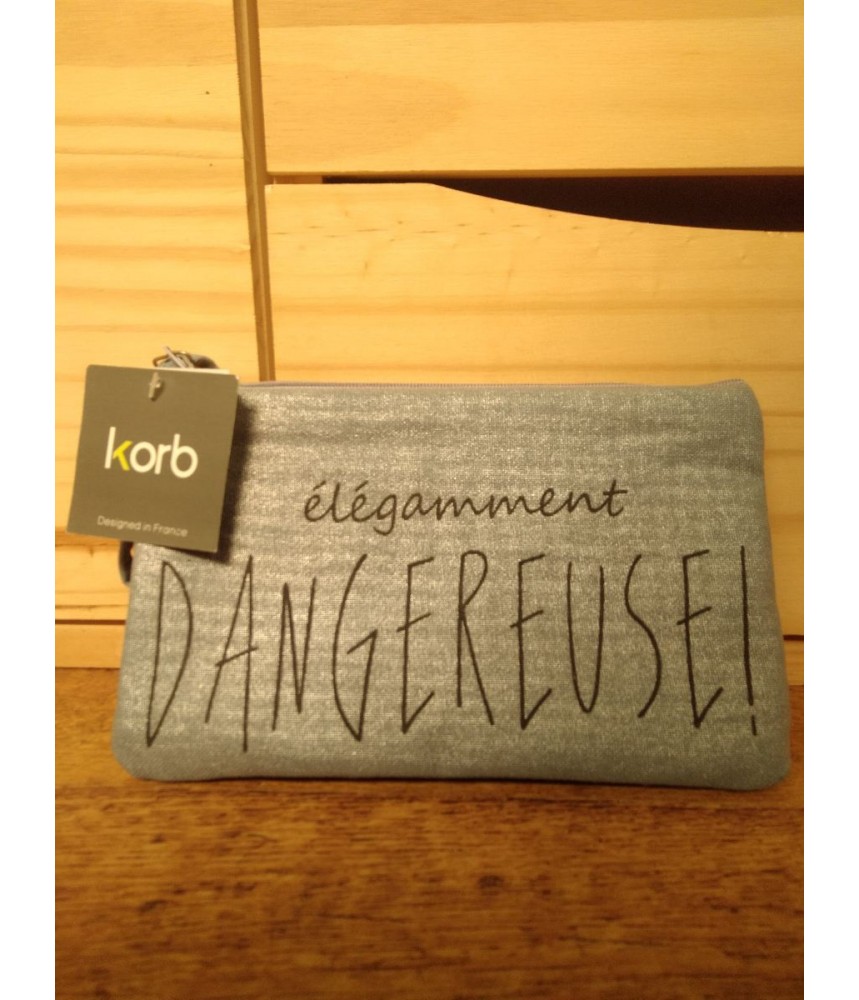 korb
Designed in France
élégamment
DANGEREUSE!